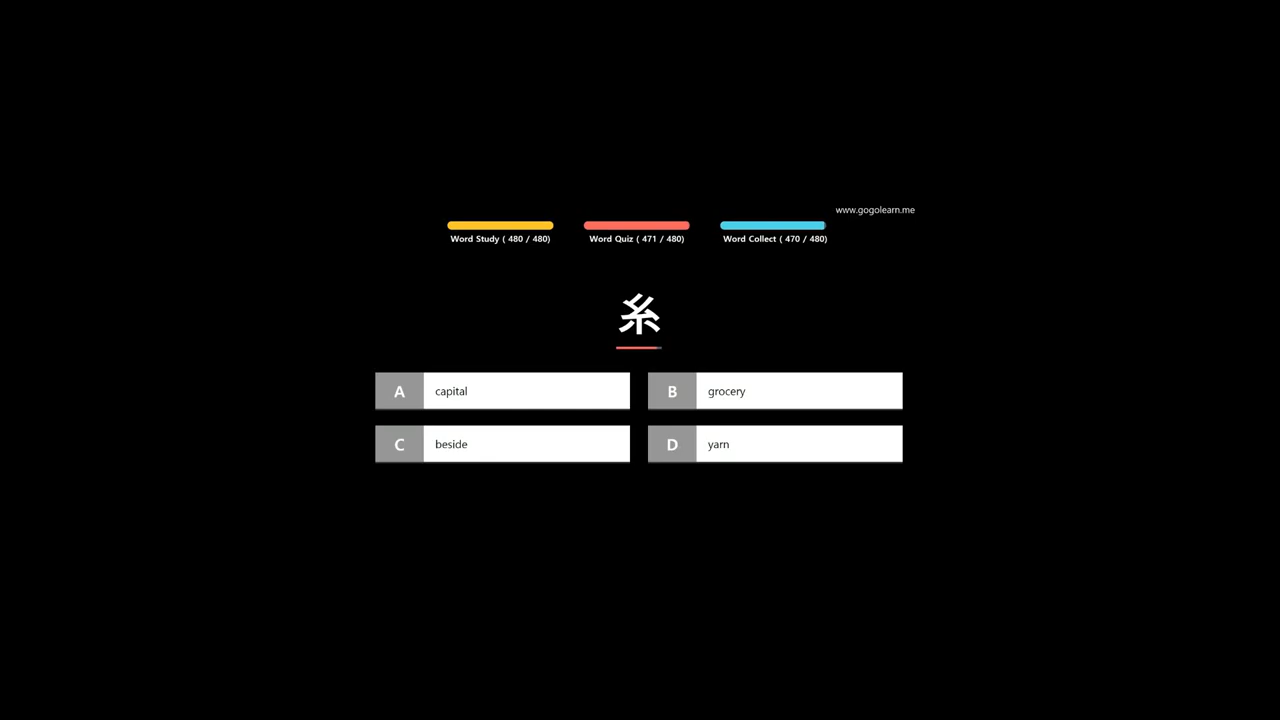 www.gogolearn.me
Word Study ( 480 / 480)
Word Quiz ( 471 / 480)
Word Collect ( 470 / 480)
糸
A capital
B grocery
C beside
D yarn